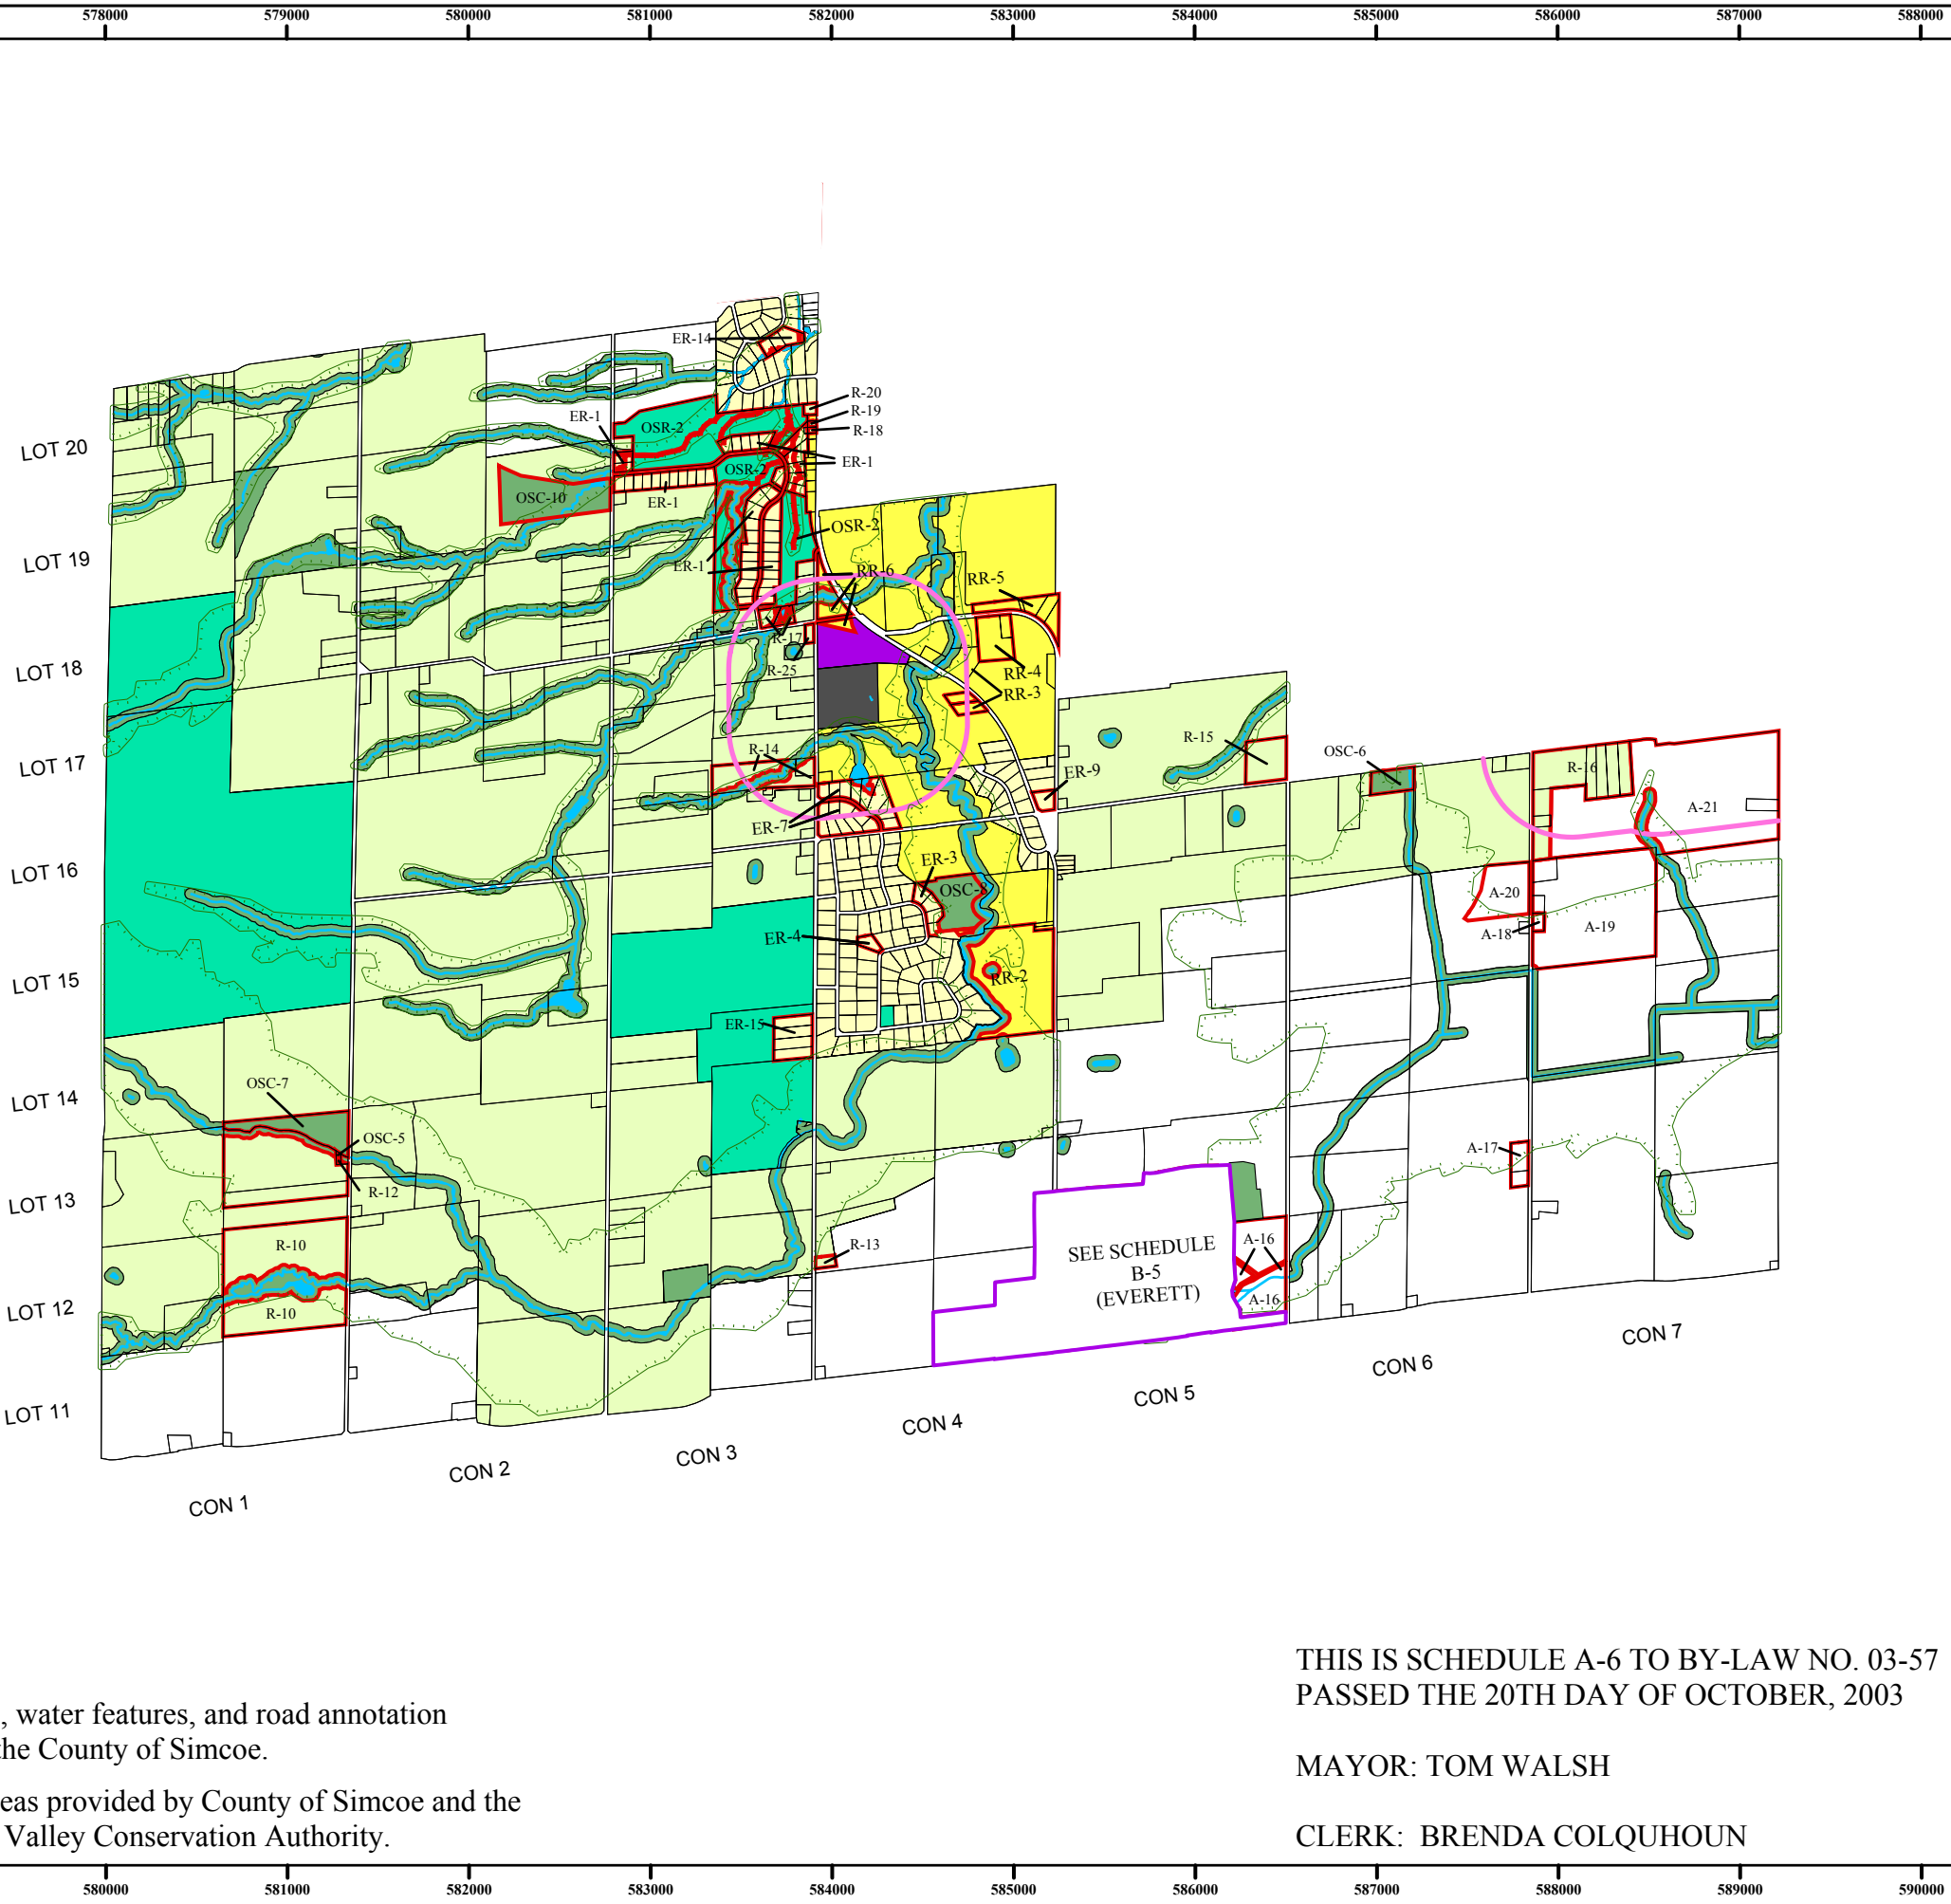 578000 579000 580000 581000 582000 583000 584000 585000 586000 587000 588000
ER-14
R-20
R-19
R-18
ER-1
OSR-2
ER-1
LOT 20
OSR-2
OSC-10
ER-1
OSR-2
LOT 19
ER-1
RR-6
RR-5
R-17
R-25
LOT 18
RR-4
RR-3
R-14
R-15
OSC-6
LOT 17
ER-9
R-16
A-21
ER-7
LOT 16
ER-3
OSC-8
A-20
A-18
A-19
ER-4
LOT 15
RR-2
ER-15
OSC-7
LOT 14
OSC-5
A-17
R-12
LOT 13
R-10
R-13
SEE SCHEDULE
B-5
(EVERETT)
A-16
A-16
LOT 12
R-10
LOT 11
CON 7
CON 6
CON 5
CON 4
CON 3
CON 2
CON 1
THIS IS SCHEDULE A-6 TO BY-LAW NO. 03-57
PASSED THE 20TH DAY OF OCTOBER, 2003
MAYOR: TOM WALSH
CLERK: BRENDA COLQUHOUN
, water features, and road annotation
the County of Simcoe.
eas provided by County of Simcoe and the
Valley Conservation Authority.
580000 581000 582000 583000 584000 585000 586000 587000 588000 589000 590000